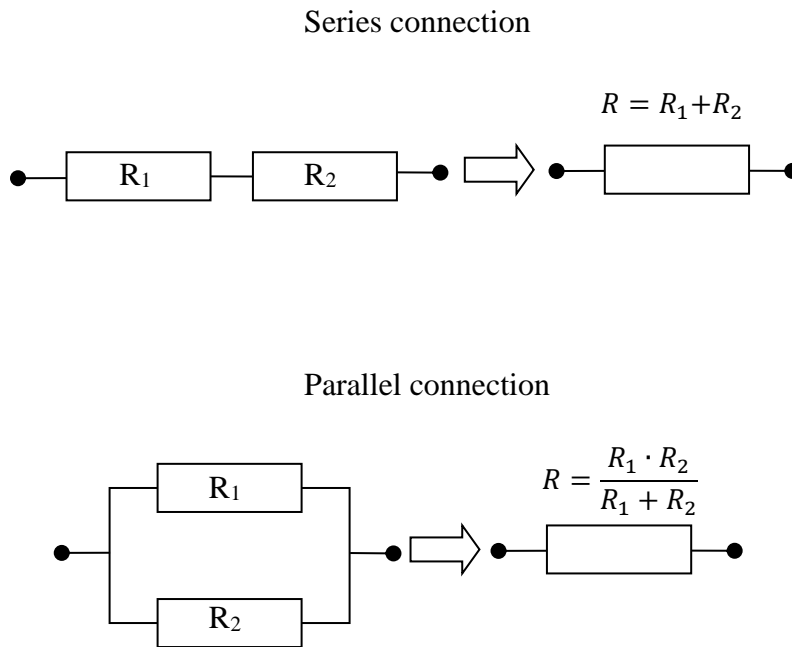 Series connection
R = R₁+R₂
R₁ R₂
Parallel connection
R₁
R = R₁ · R₂ / R₁ + R₂
R₂